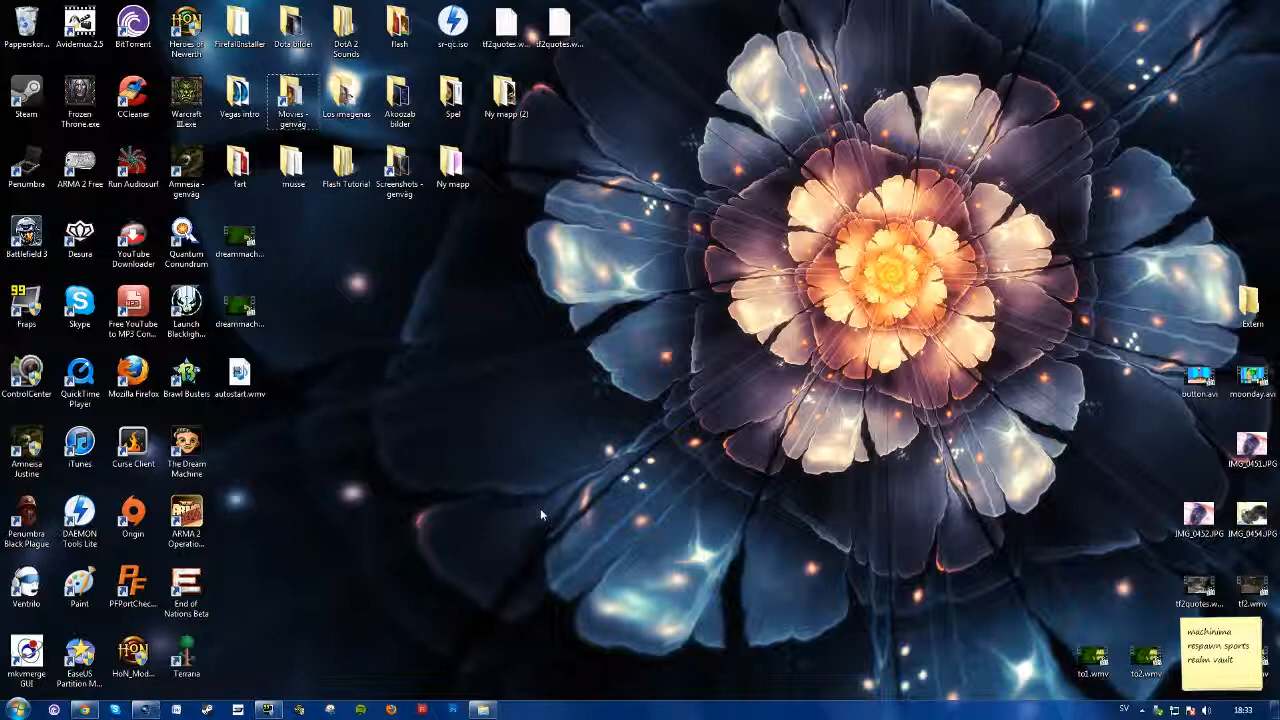 Papperskor...
Avidemux 2.5
BitTorrent
Heroes of
Newerth
FirefallInstaller
Dota bilder
DotA 2
Sounds
flash
sr-qc.iso
tf2quotes.w...
tf2quotes.w...
Steam
Frozen
Throne.exe
CCleaner
Warcraft
III.exe
Vegas intro
Movies -
genväg
Los imagenas
Akoozab
bilder
Spel
Ny mapp (2)
Penumbra
ARMA 2 Free
Run Audiosurf
Amnesia -
genväg
fart
musse
Flash Tutorial
Screenshots -
genväg
Ny mapp
Battlefield 3
Desura
YouTube
Downloader
Quantum
Conundrum
dreammach...
99
Fraps
Skype
Free YouTube
to MP3 Con...
Launch
Blackligh...
dreammach...
Extern
ControlCenter
QuickTime
Player
Mozilla Firefox
Brawl Busters
autostart.wmv
button.avi
moonday.avi
Amnesia
Justine
iTunes
Curse Client
The Dream
Machine
IMG_0451.JPG
Penumbra
Black Plague
DAEMON
Tools Lite
Origin
ARMA 2
Operatio...
IMG_0452.JPG
IMG_0454.JPG
Ventrilo
Paint
PFPortChec...
End of
Nations Beta
tf2quotes.w...
tf2.wmv
mkvmerge
GUI
EaseUS
Partition M...
HoN_Mod...
Terraria
to1.wmv
to2.wmv
machinima
respawn sports
realm vault
SV
18:33